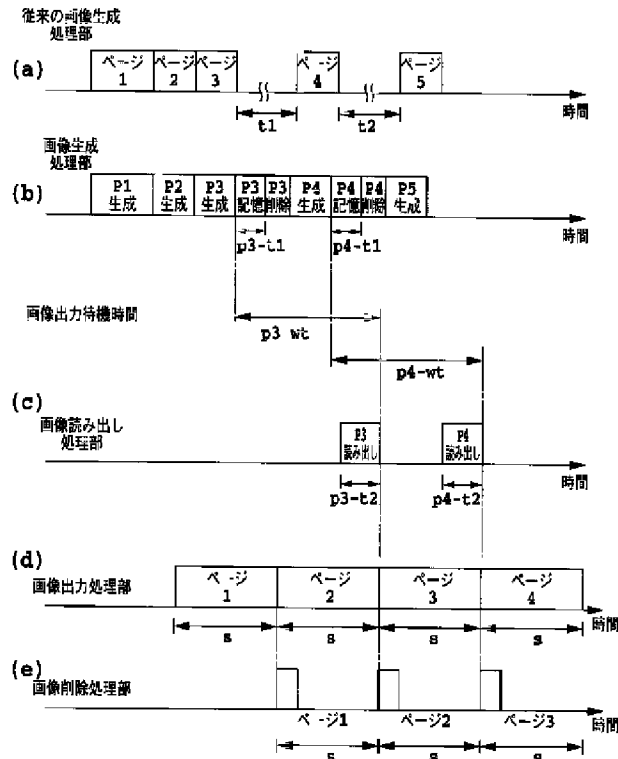 従来の画像生成
処理部
(a)
ページ ページ ページ ページ ページ
1 2 3 4 5
t1 t2
時間
画像生成
処理部
(b)
P1 P2 P3 P3 P3 P4 P4 P4 P5
生成 生成 生成 記憶 削除 生成 記憶 削除 生成
p3-t1 p4-t1
時間
画像出力待機時間
p3 wt
p4-wt
(c)
画像読み出し
処理部
P3 P4
読み出し 読み出し
時間
p3-t2 p4-t2
(d)
画像出力処理部
ページ ページ ページ ページ
1 2 3 4
時間
s s s s
(e)
画像削除処理部
ページ1 ページ2 ページ3
時間
s s s